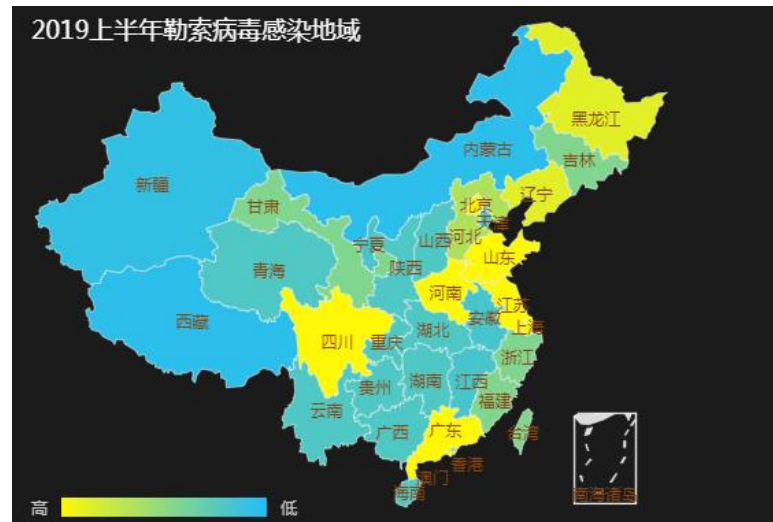 2019上半年勒索病毒感染地域
黑龙江
内蒙古
吉林
新疆
辽宁
甘肃
北京
天津
宁夏
山西
河北
山东
青海
陕西
河南
江苏
西藏
安徽
上海
四川
重庆
湖北
浙江
贵州
湖南
江西
云南
福建
广西
广东
台湾
香港
澳门
海南
南海诸岛
高 低